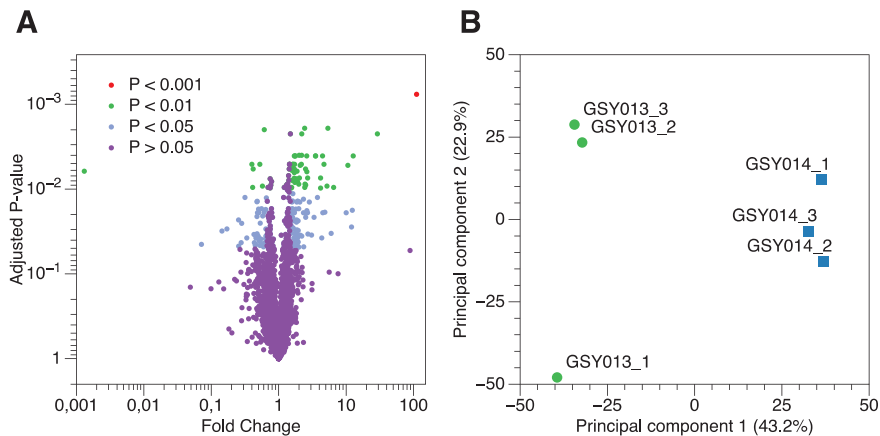 A
Adjusted P-value
10⁻³
10⁻²
10⁻¹
1
P < 0.001
P < 0.01
P < 0.05
P > 0.05
0,001
0,01
0,1
1
10
100
Fold Change
B
Principal component 2 (22.9%)
50
25
0
−25
−50
GSY013_3
GSY013_2
GSY014_1
GSY014_3
GSY014_2
GSY013_1
−50
−25
0
25
50
Principal component 1 (43.2%)